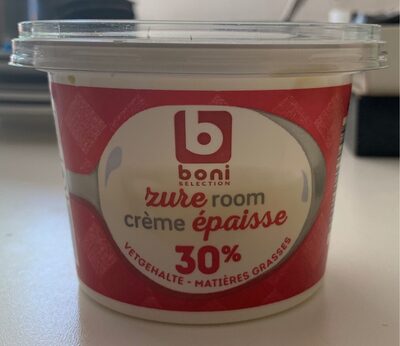 b
boni
SELECTION
zure room
crème épaisse
30%
VETGEHALTE - MATIÈRES GRASSES